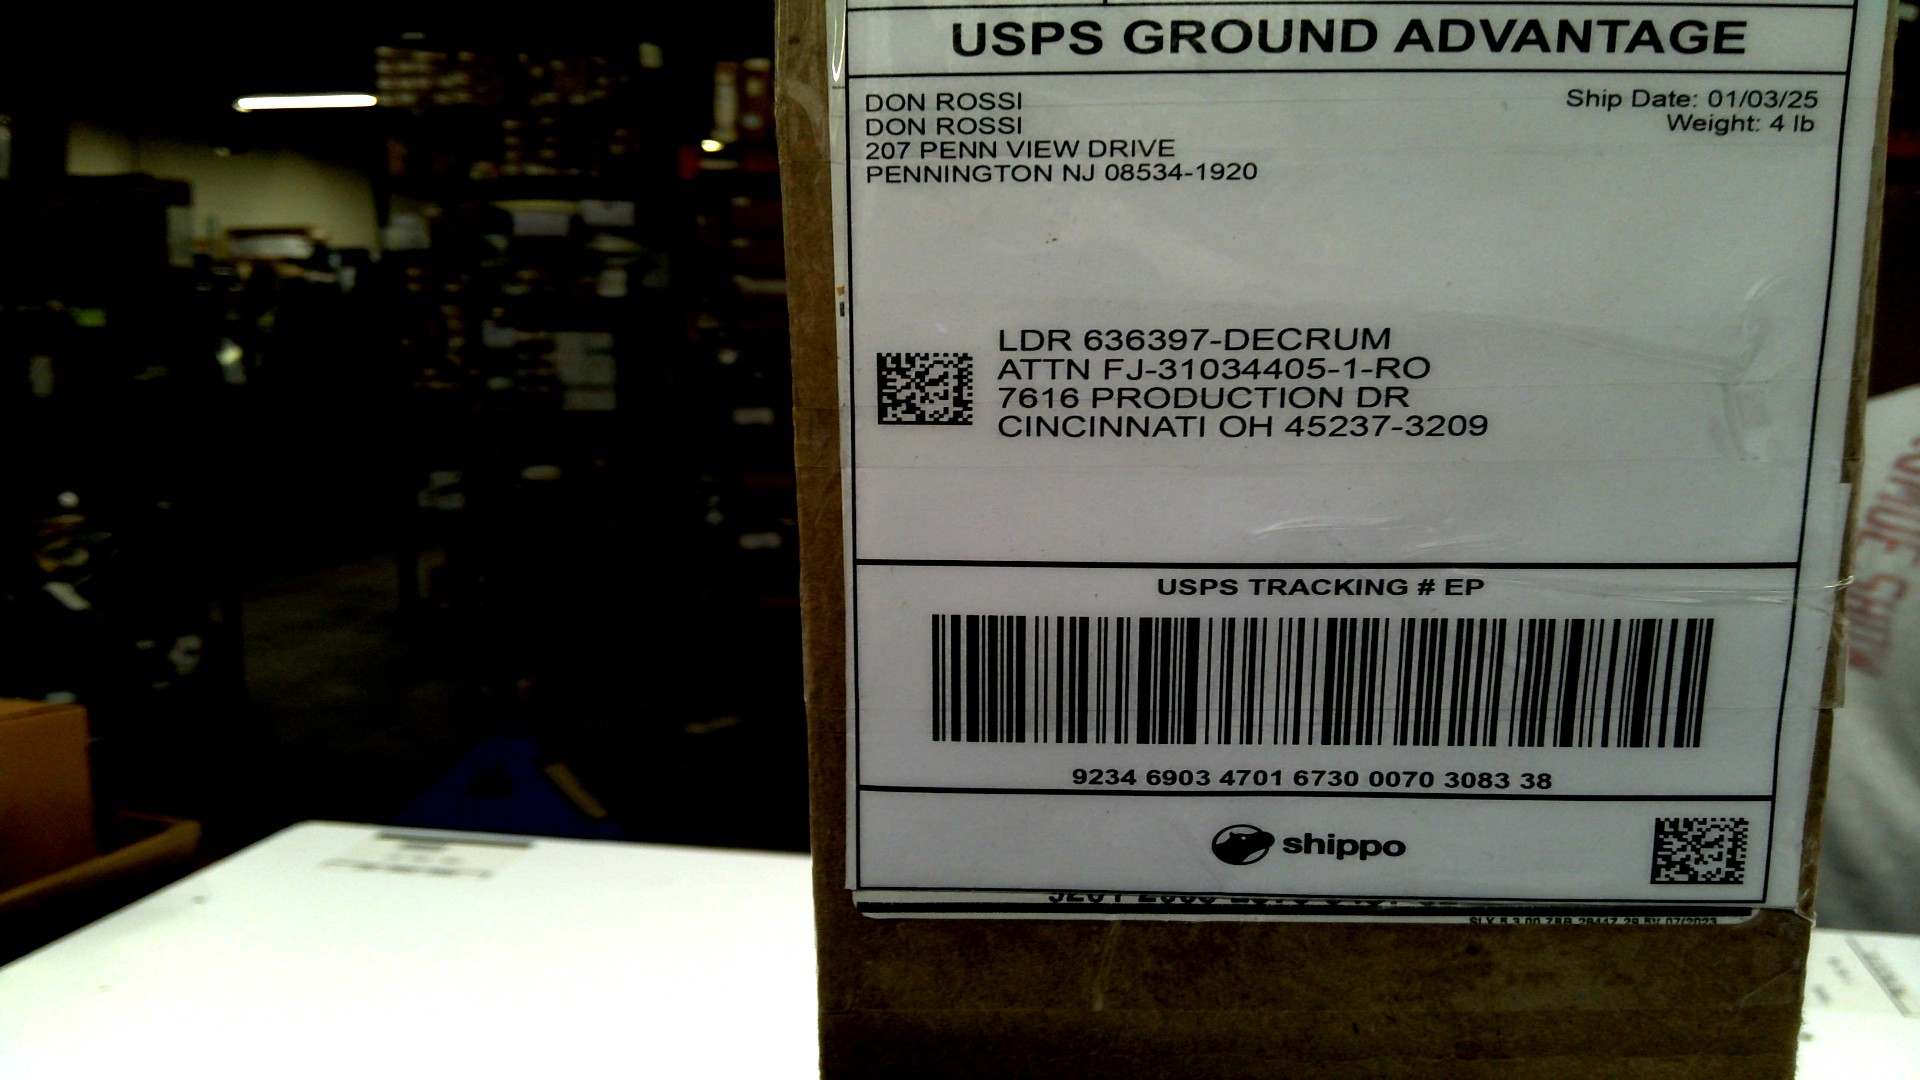 USPS GROUND ADVANTAGE
DON ROSSI
DON ROSSI
207 PENN VIEW DRIVE
PENNINGTON NJ 08534-1920
Ship Date: 01/03/25
Weight: 4 lb
LDR 636397-DECRUM
ATTN FJ-31034405-1-RO
7616 PRODUCTION DR
CINCINNATI OH 45237-3209
USPS TRACKING # EP
9234 6903 4701 6730 0070 3083 38
shippo